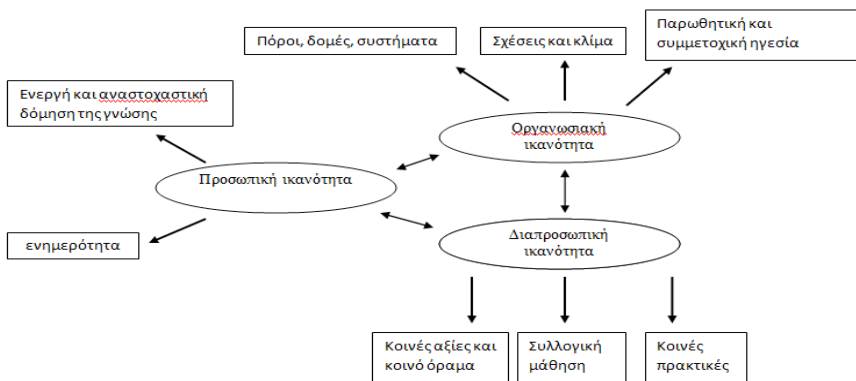 Πόροι, δομές, συστήματα
Σχέσεις και κλίμα
Παρωθητική και
συμμετοχική ηγεσία
Ενεργή και αναστοχαστική
δόμηση της γνώσης
Οργανωσιακή
ικανότητα
Προσωπική ικανότητα
ενημερότητα
Διαπροσωπική
ικανότητα
Κοινές αξίες και
κοινό όραμα
Συλλογική
μάθηση
Κοινές
πρακτικές